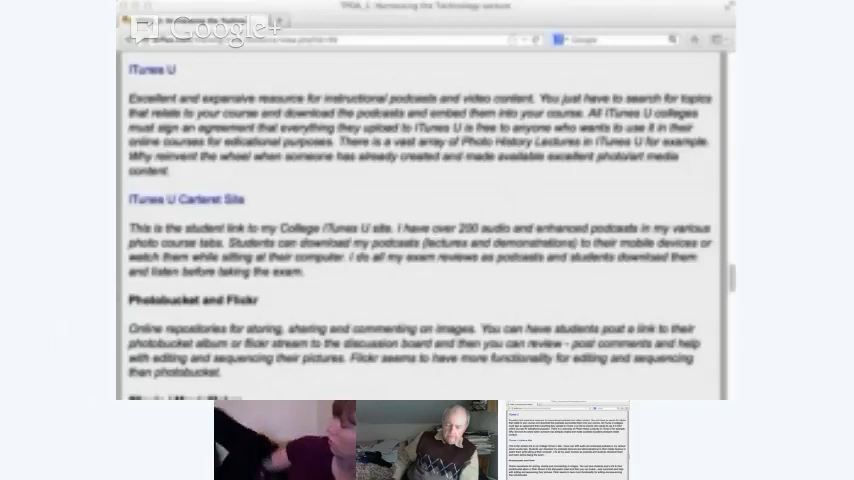 TPDA_1: Harnessing the Technology Lecture
Google+
Google
iTunes U
Excellent and expansive resource for instructional podcasts and video content. You just have to search for topics
that relate to your course and download the podcasts and embed them into your course. All iTunes U colleges
must sign an agreement that everything they upload to iTunes U is free to anyone who wants to use it in their
online courses for edicational purposes. There is a vast array of Photo History Lectures in iTunes U for example.
Why reinvent the wheel when someone has already created and made available excellent photo/art media
content.
iTunes U Carteret Site
This is the student link to my College iTunes U site. I have over 200 audio and enhanced podcasts in my various
photo course tabs. Students can download my podcasts (lectures and demonstrations) to their mobile devices or
watch them while sitting at their computer. I do all my exam reviews as podcasts and students download them
and listen before taking the exam.
Photobucket and Flickr
Online repositories for storing, sharing and commenting on images. You can have students post a link to their
photobucket album or flickr stream to the discussion board and then you can review - post comments and help
with editing and sequencing their pictures. Flickr seems to have more functionality for editing and sequencing
than photobucket.